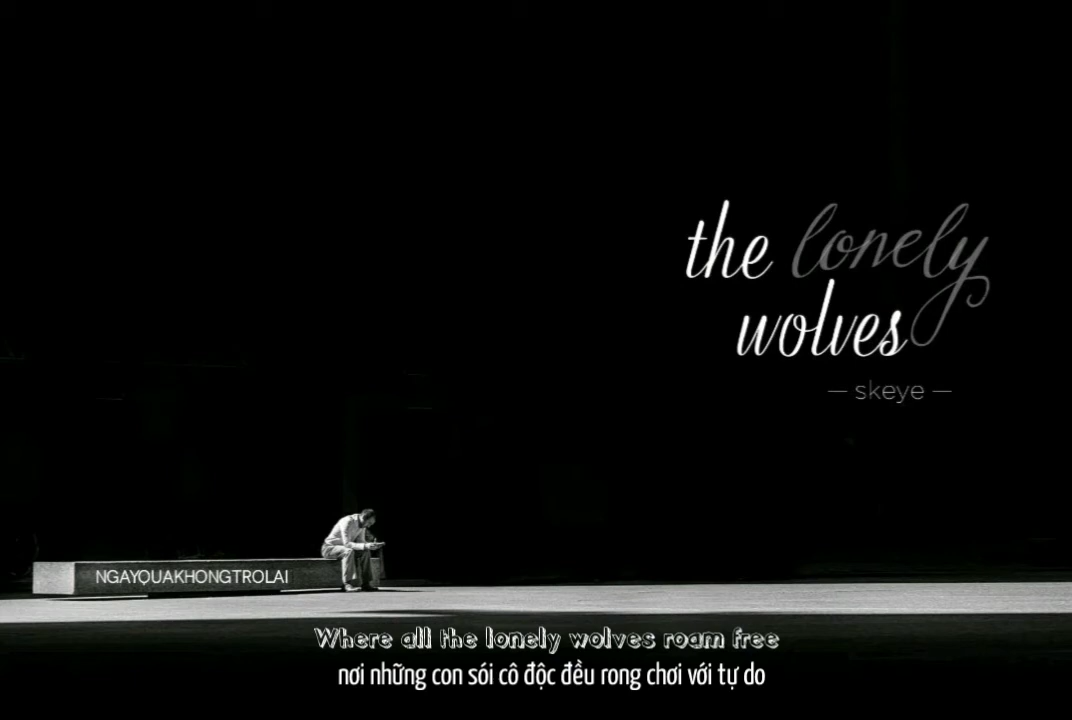 the lonely
wolves
— skeye —
NGAYQUAKHONGTROLAI
Where all the lonely wolves roam free
nơi những con sói cô độc đều rong chơi với tự do